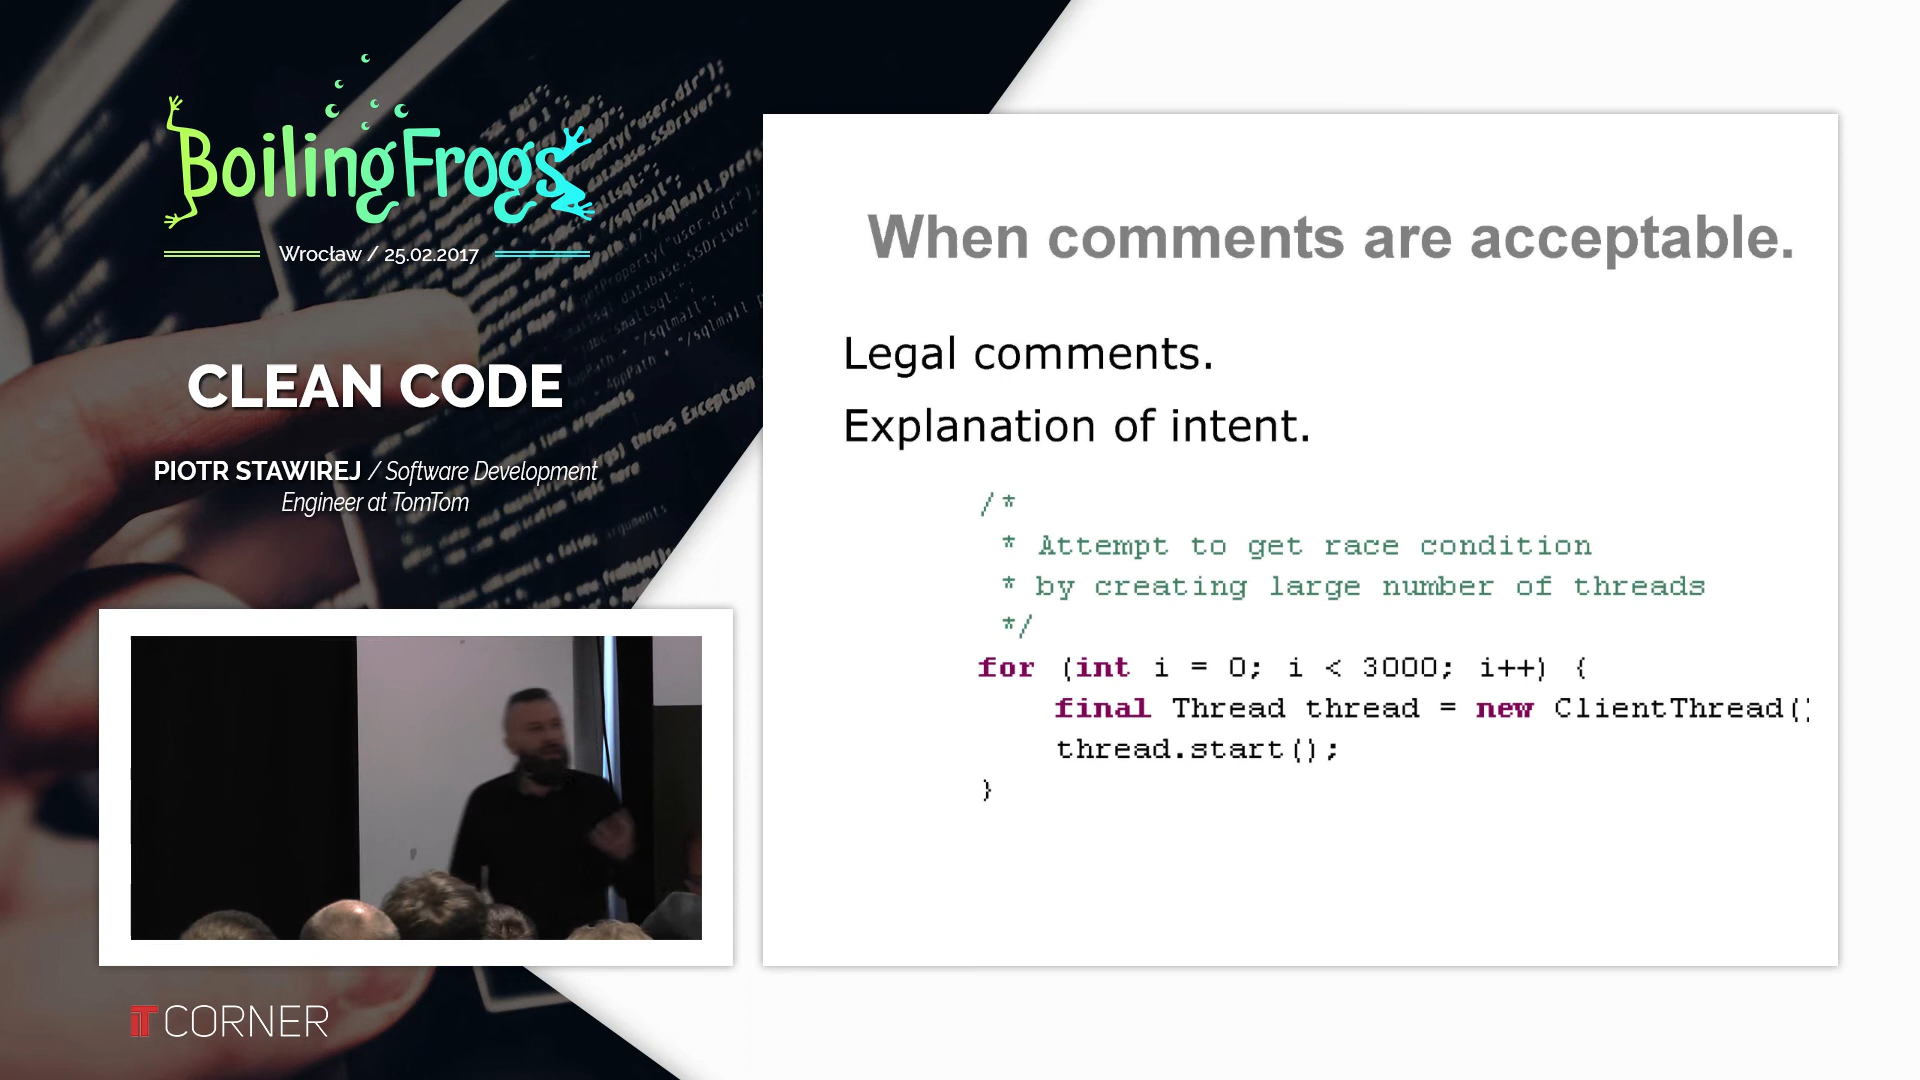 BoilingFrogs
Wrocław / 25.02.2017
CLEAN CODE
PIOTR STAWIREJ / Software Development
Engineer at TomTom
When comments are acceptable.
Legal comments.
Explanation of intent.
/*
* Attempt to get race condition
* by creating large number of threads
*/
for (int i = 0; i < 3000; i++) {
final Thread thread = new ClientThread()
thread.start();
}
IT CORNER